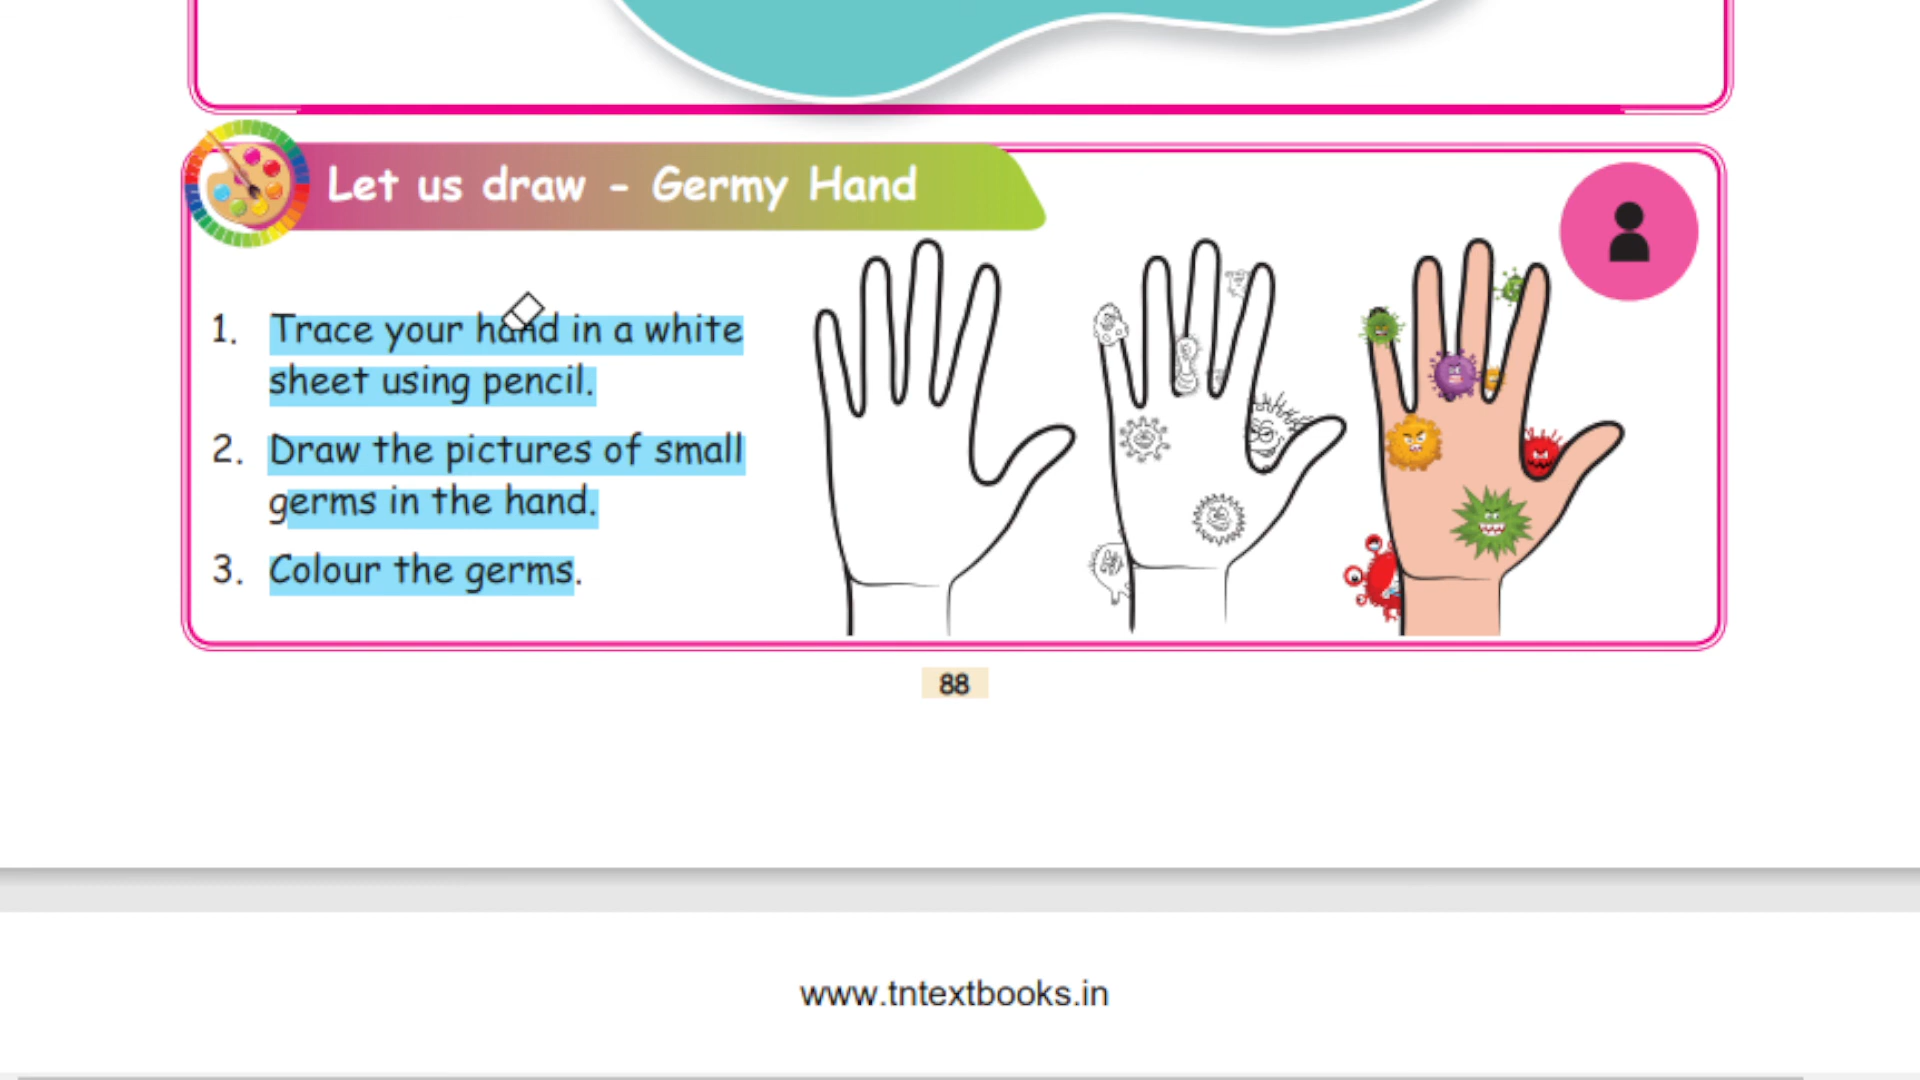 Let us draw - Germy Hand
1. Trace your hand in a white
sheet using pencil.
2. Draw the pictures of small
germs in the hand.
3. Colour the germs.
88
www.tntextbooks.in